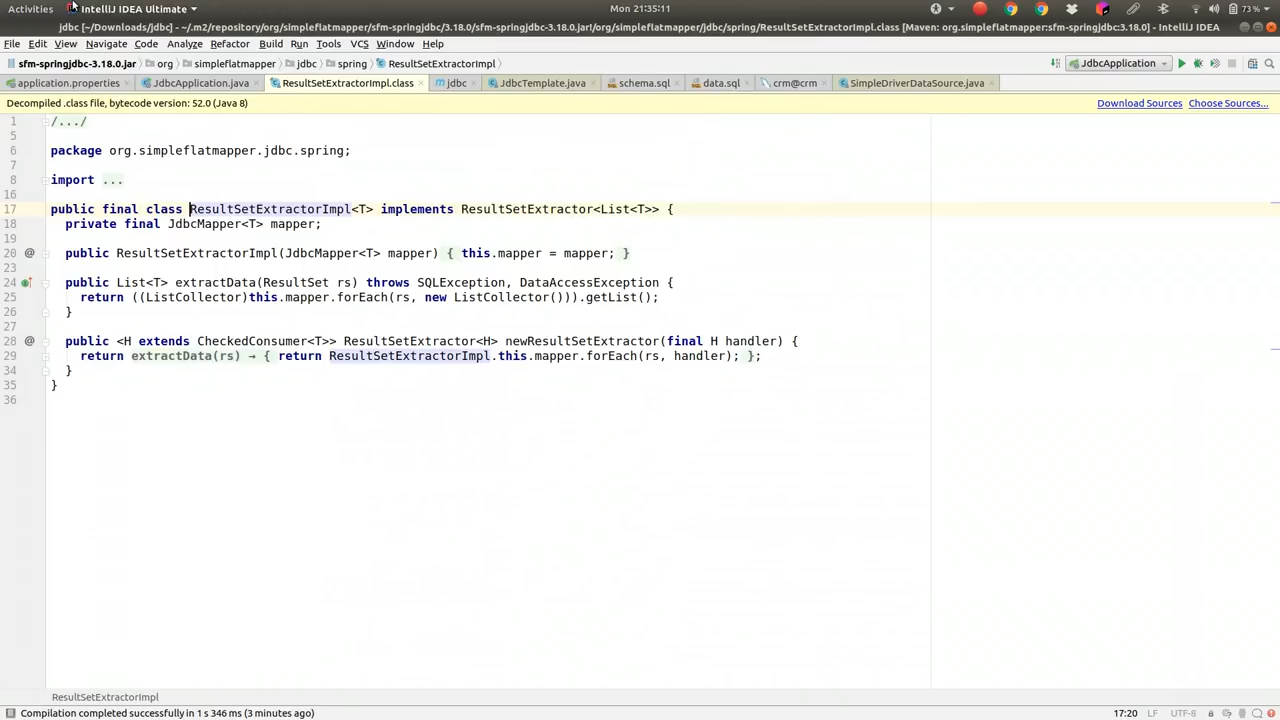 Activities IntelliJ IDEA Ultimate Mon 21:35:11 73 %
jdbc [~/Downloads/jdbc] - ~/.m2/repository/org/simpleflatmapper/sfm-springjdbc/3.18.0/sfm-springjdbc-3.18.0.jar!/org/simpleflatmapper/jdbc/spring/ResultSetExtractorImpl.class [Maven: org.simpleflatmapper:sfm-springjdbc:3.18.0] - IntelliJ IDEA
File Edit View Navigate Code Analyze Refactor Build Run Tools VCS Window Help
sfm-springjdbc-3.18.0.jar org simpleflatmapper jdbc spring ResultSetExtractorImpl JdbcApplication
application.properties JdbcApplication.java ResultSetExtractorImpl.class jdbc JdbcTemplate.java schema.sql data.sql crm@crm SimpleDriverDataSource.java
Decompiled .class file, bytecode version: 52.0 (Java 8) Download Sources Choose Sources...
1 /.../
5
6 package org.simpleflatmapper.jdbc.spring;
7
8 import ...
16
17 public final class ResultSetExtractorImpl<T> implements ResultSetExtractor<List<T>> {
18 private final JdbcMapper<T> mapper;
19
20 @ public ResultSetExtractorImpl(JdbcMapper<T> mapper) { this.mapper = mapper; }
23
24 public List<T> extractData(ResultSet rs) throws SQLException, DataAccessException {
25 return ((ListCollector)this.mapper.forEach(rs, new ListCollector())).getList();
26 }
27
28 @ public <H extends CheckedConsumer<T>> ResultSetExtractor<H> newResultSetExtractor(final H handler) {
29 return extractData(rs) → { return ResultSetExtractorImpl.this.mapper.forEach(rs, handler); };
34 }
35 }
36
ResultSetExtractorImpl
Compilation completed successfully in 1 s 346 ms (3 minutes ago) 17:20 LF UTF-8